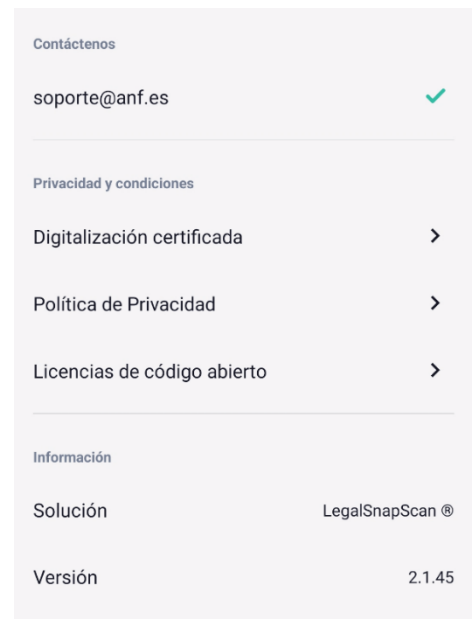 Contáctenos
soporte@anf.es
Privacidad y condiciones
Digitalización certificada
Política de Privacidad
Licencias de código abierto
Información
Solución LegalSnapScan ®
Versión 2.1.45